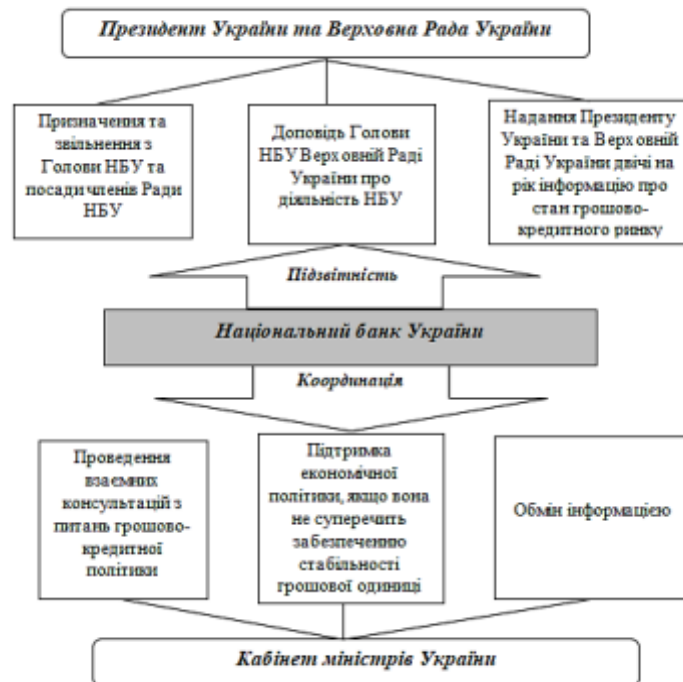 Президент України та Верховна Рада України
Призначення та
звільнення з
Голови НБУ та
посади членів Ради
НБУ
Доповідь Голови
НБУ Верховній Раді
України про
діяльність НБУ
Надання Президенту
України та Верховній
Раді України двічі на
рік інформацію про
стан грошово-
кредитного ринку
Підзвітність
Національний банк України
Координація
Проведення
взаємних
консультацій з
питань грошово-
кредитної
політики
Підтримка
економічної
політики, якщо вона
не суперечить
забезпеченню
стабільності
грошової одиниці
Обмін інформацією
Кабінет міністрів України